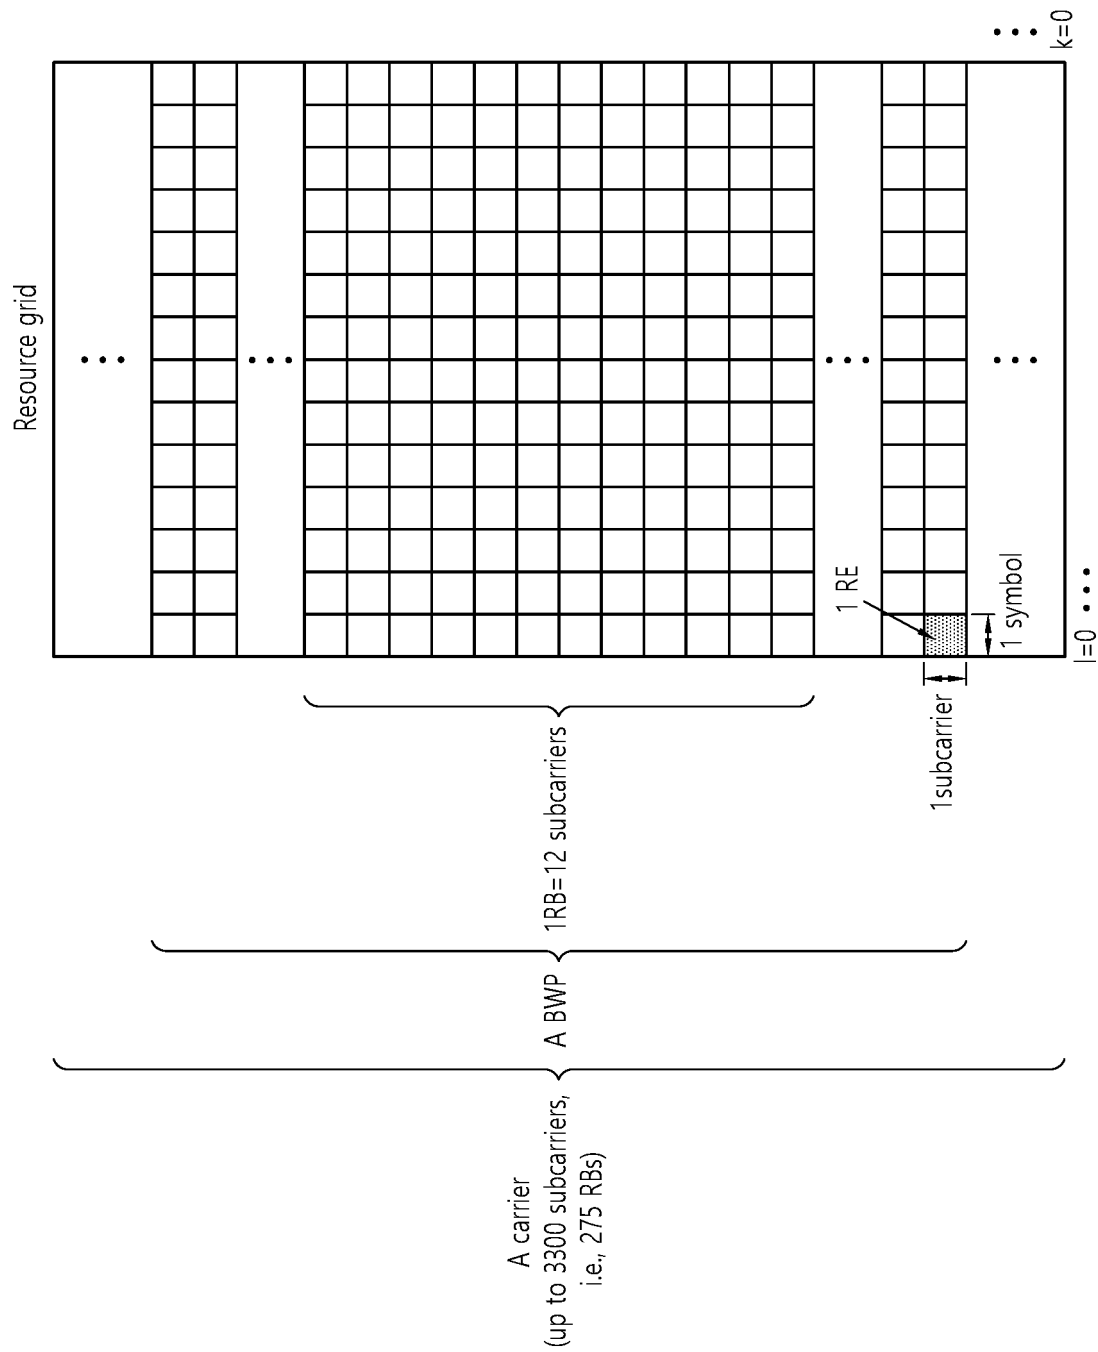 Resource grid
A carrier
(up to 3300 subcarriers,
i.e., 275 RBs)
A BWP
1RB=12 subcarriers
1 RE
1subcarrier
1 symbol
k=0
l=0